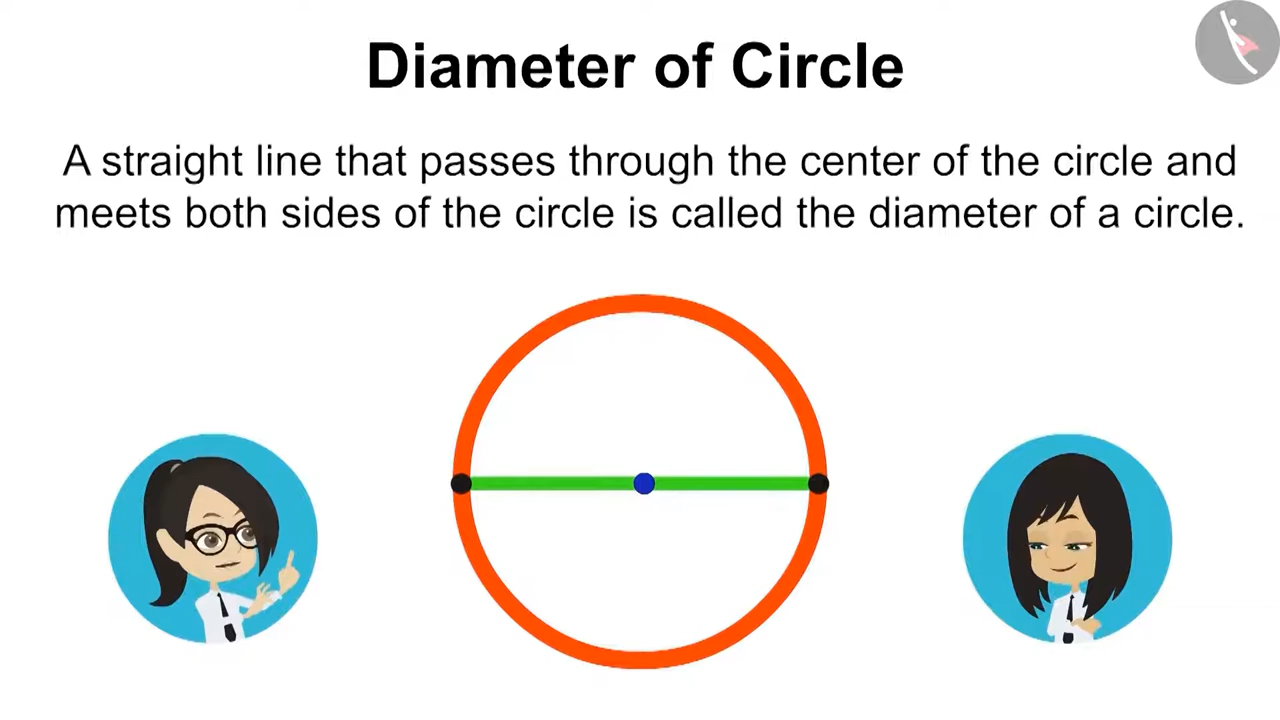 Diameter of Circle
A straight line that passes through the center of the circle and
meets both sides of the circle is called the diameter of a circle.